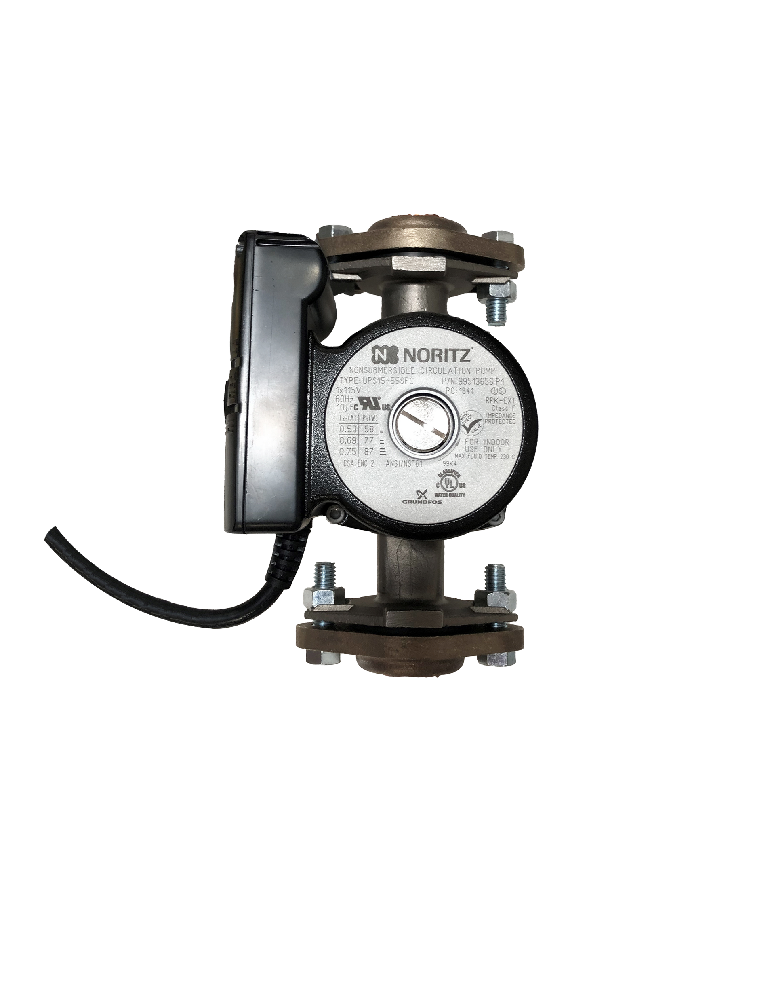 NORITZ
NONSUBMERSIBLE CIRCULATION PUMP
TYPE: UPS15-55SFC P/N: 99513656 P1
1x115V PC: 1841 US
60Hz RPK-EXT
10µF c RU US Class F
I1/1(A) P1(W)
WITH CHECK VALVE
IMPEDANCE
PROTECTED
0.53 58
0.69 77
0.75 87
FOR INDOOR
USE ONLY
MAX FLUID TEMP 230 C
CSA ENC 2 ANSI/NSF61 99K4
CLASSIFIED
C UL US
WATER QUALITY
GRUNDFOS